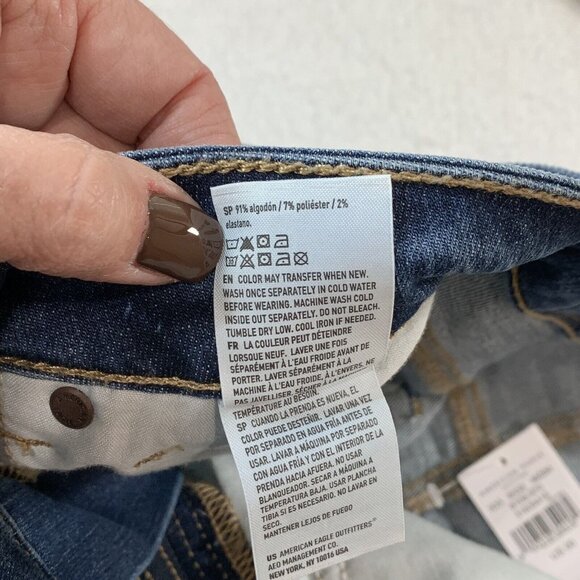 SP 91% algodón / 7% poliéster / 2%
elastano.
EN COLOR MAY TRANSFER WHEN NEW.
WASH ONCE SEPARATELY IN COLD WATER
BEFORE WEARING. MACHINE WASH COLD
INSIDE OUT SEPARATELY. DO NOT BLEACH.
TUMBLE DRY LOW. COOL IRON IF NEEDED.
FR LA COULEUR PEUT DÉTEINDRE
LORSQUE NEUF. LAVER UNE FOIS
SÉPARÉMENT À L'EAU FROIDE AVANT DE
PORTER. LAVER À LA MACHINE À L'EAU
FROIDE SÉPARÉMENT, À L'ENVERS. NE
PAS JAVELLISER. SÉCHER À
TEMPÉRATURE AU BESOIN.
SP CUANDO LA PRENDA ES NUEVA, EL
COLOR PUEDE DESTEÑIR. LAVAR UNA VEZ
POR SEPARADO EN AGUA FRÍA ANTES DE
USAR. LAVAR A MÁQUINA POR SEPARADO
CON AGUA FRÍA Y CON EL INTERIOR DE LA
PRENDA HACIA AFUERA. NO USAR
BLANQUEADOR. SECAR A MÁQUINA A
TEMPERATURA BAJA. PLANCHA
TIBIA SI ES NECESARIO.
MANTENER LEJOS DE FUEGO
US AMERICAN EAGLE OUTFITTERS®
AEO MANAGEMENT CO.
NEW YORK, NY 10016 USA